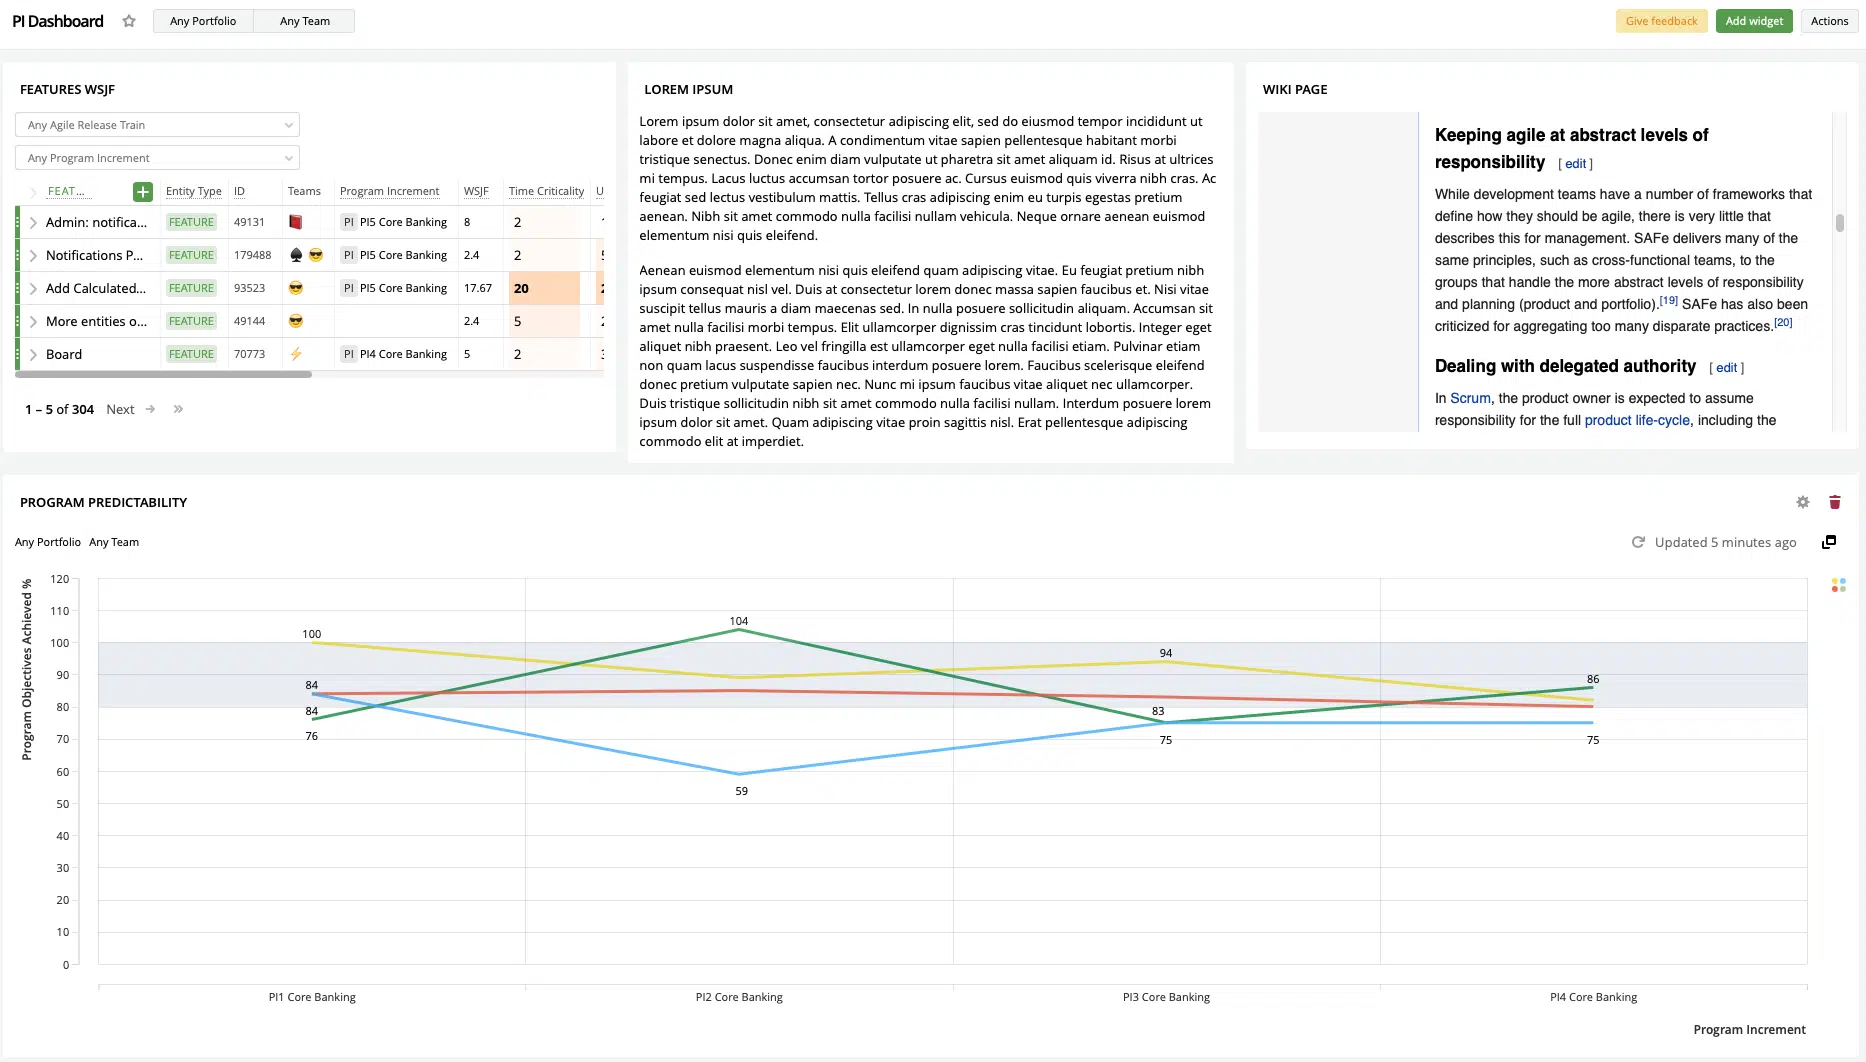 PI Dashboard
Any Portfolio Any Team
Give feedback Add widget Actions
FEATURES WSJF
Any Agile Release Train
Any Program Increment
FEAT... Entity Type ID Teams Program Increment WSJF Time Criticality U
Admin: notifica... FEATURE 49131 PI PI5 Core Banking 8 2
Notifications P... FEATURE 179488 PI PI5 Core Banking 2.4 2
Add Calculated... FEATURE 93523 PI PI5 Core Banking 17.67 20
More entities o... FEATURE 49144 2.4 5
Board FEATURE 70773 PI PI4 Core Banking 5 2
1 – 5 of 304 Next
LOREM IPSUM
Lorem ipsum dolor sit amet, consectetur adipiscing elit, sed do eiusmod tempor incididunt ut
labore et dolore magna aliqua. A condimentum vitae sapien pellentesque habitant morbi
tristique senectus. Donec enim diam vulputate ut pharetra sit amet aliquam id. Risus at ultrices
mi tempus. Lacus luctus accumsan tortor posuere ac. Cursus euismod quis viverra nibh cras. Ac
feugiat sed lectus vestibulum mattis. Tellus cras adipiscing enim eu turpis egestas pretium
aenean. Nibh sit amet commodo nulla facilisi nullam vehicula. Neque ornare aenean euismod
elementum nisi quis eleifend.
Aenean euismod elementum nisi quis eleifend quam adipiscing vitae. Eu feugiat pretium nibh
ipsum consequat nisl vel. Duis at consectetur lorem donec massa sapien faucibus et. Nisi vitae
suscipit tellus mauris a diam maecenas sed. In nulla posuere sollicitudin aliquam. Accumsan sit
amet nulla facilisi morbi tempus. Elit ullamcorper dignissim cras tincidunt lobortis. Integer eget
aliquet nibh praesent. Leo vel fringilla est ullamcorper eget nulla facilisi etiam. Pulvinar etiam
non quam lacus suspendisse faucibus interdum posuere lorem. Faucibus scelerisque eleifend
donec pretium vulputate sapien nec. Nunc mi ipsum faucibus vitae aliquet nec ullamcorper.
Duis tristique sollicitudin nibh sit amet commodo nulla facilisi nullam. Interdum posuere lorem
ipsum dolor sit amet. Quam adipiscing vitae proin sagittis nisl. Erat pellentesque adipiscing
commodo elit at imperdiet.
WIKI PAGE
Keeping agile at abstract levels of
responsibility [ edit ]
While development teams have a number of frameworks that
define how they should be agile, there is very little that
describes this for management. SAFe delivers many of the
same principles, such as cross-functional teams, to the
groups that handle the more abstract levels of responsibility
and planning (product and portfolio).[19] SAFe has also been
criticized for aggregating too many disparate practices.[20]
Dealing with delegated authority [ edit ]
In Scrum, the product owner is expected to assume
responsibility for the full product life-cycle, including the
PROGRAM PREDICTABILITY
Any Portfolio Any Team
Updated 5 minutes ago
Program Objectives Achieved %
120
110
100
90
80
70
60
50
40
30
20
10
0
100
84
84
76
104
59
94
83
75
86
75
PI1 Core Banking PI2 Core Banking PI3 Core Banking PI4 Core Banking
Program Increment